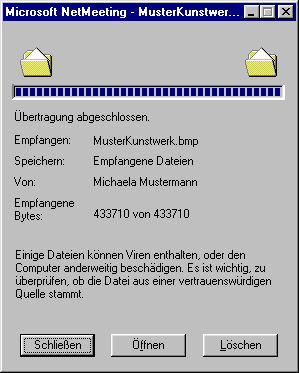 Microsoft NetMeeting - MusterKunstwer...
Übertragung abgeschlossen.
Empfangen: MusterKunstwerk.bmp
Speichern: Empfangene Dateien
Von: Michaela Mustermann
Empfangene
Bytes: 433710 von 433710
Einige Dateien können Viren enthalten, oder den
Computer anderweitig beschädigen. Es ist wichtig, zu
überprüfen, ob die Datei aus einer vertrauenswürdigen
Quelle stammt.
Schließen Öffnen Löschen